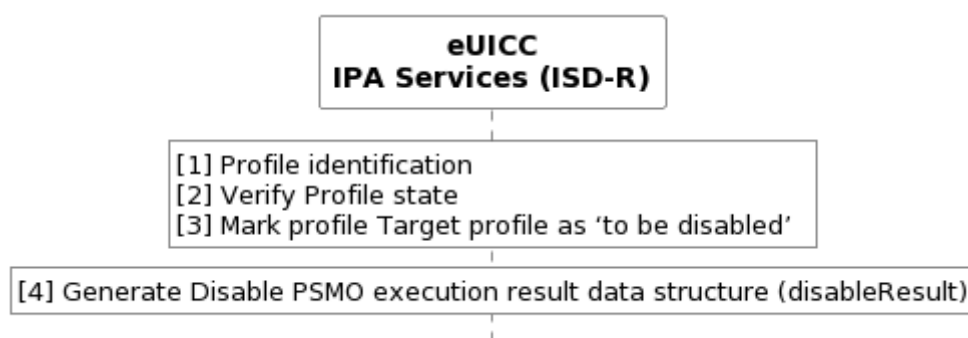 eUICC
IPA Services (ISD-R)
[1] Profile identification
[2] Verify Profile state
[3] Mark profile Target profile as ‘to be disabled’
[4] Generate Disable PSMO execution result data structure (disableResult)